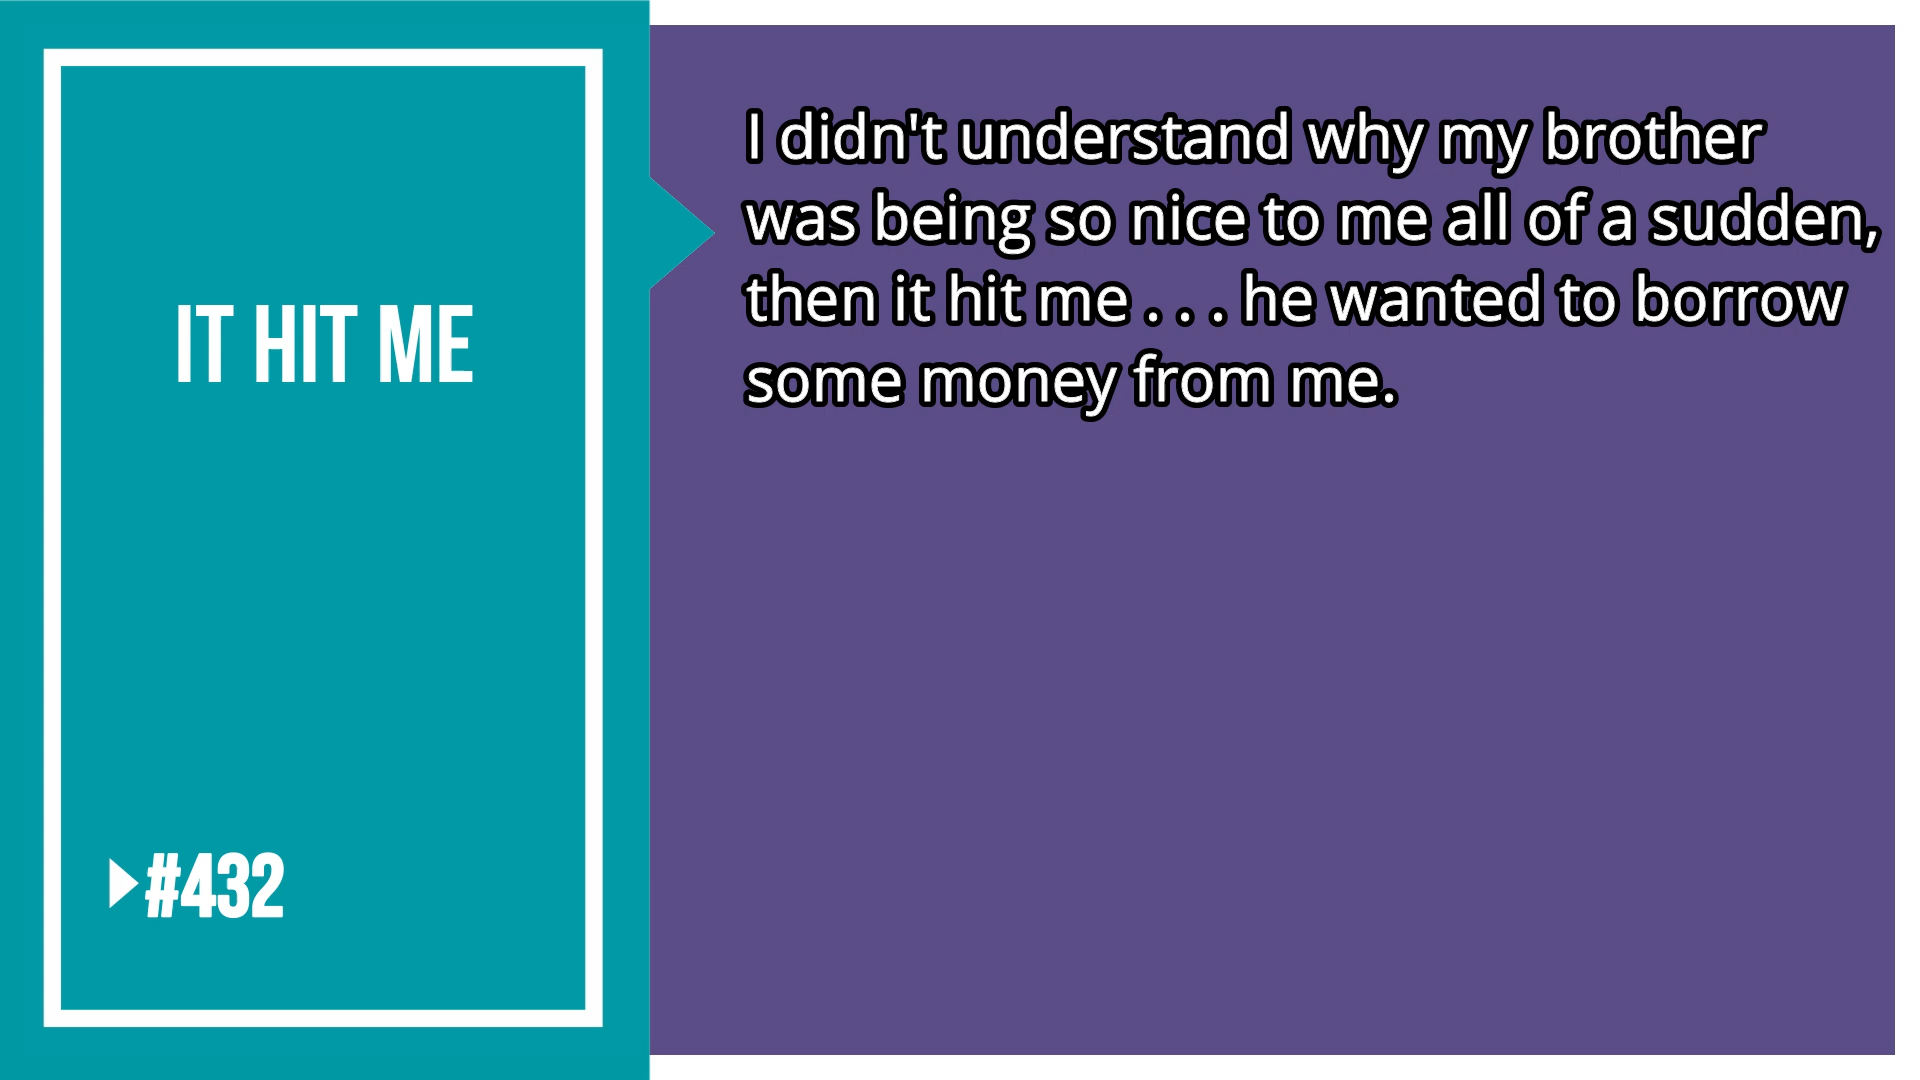 IT HIT ME
#432
I didn't understand why my brother
was being so nice to me all of a sudden,
then it hit me . . . he wanted to borrow
some money from me.